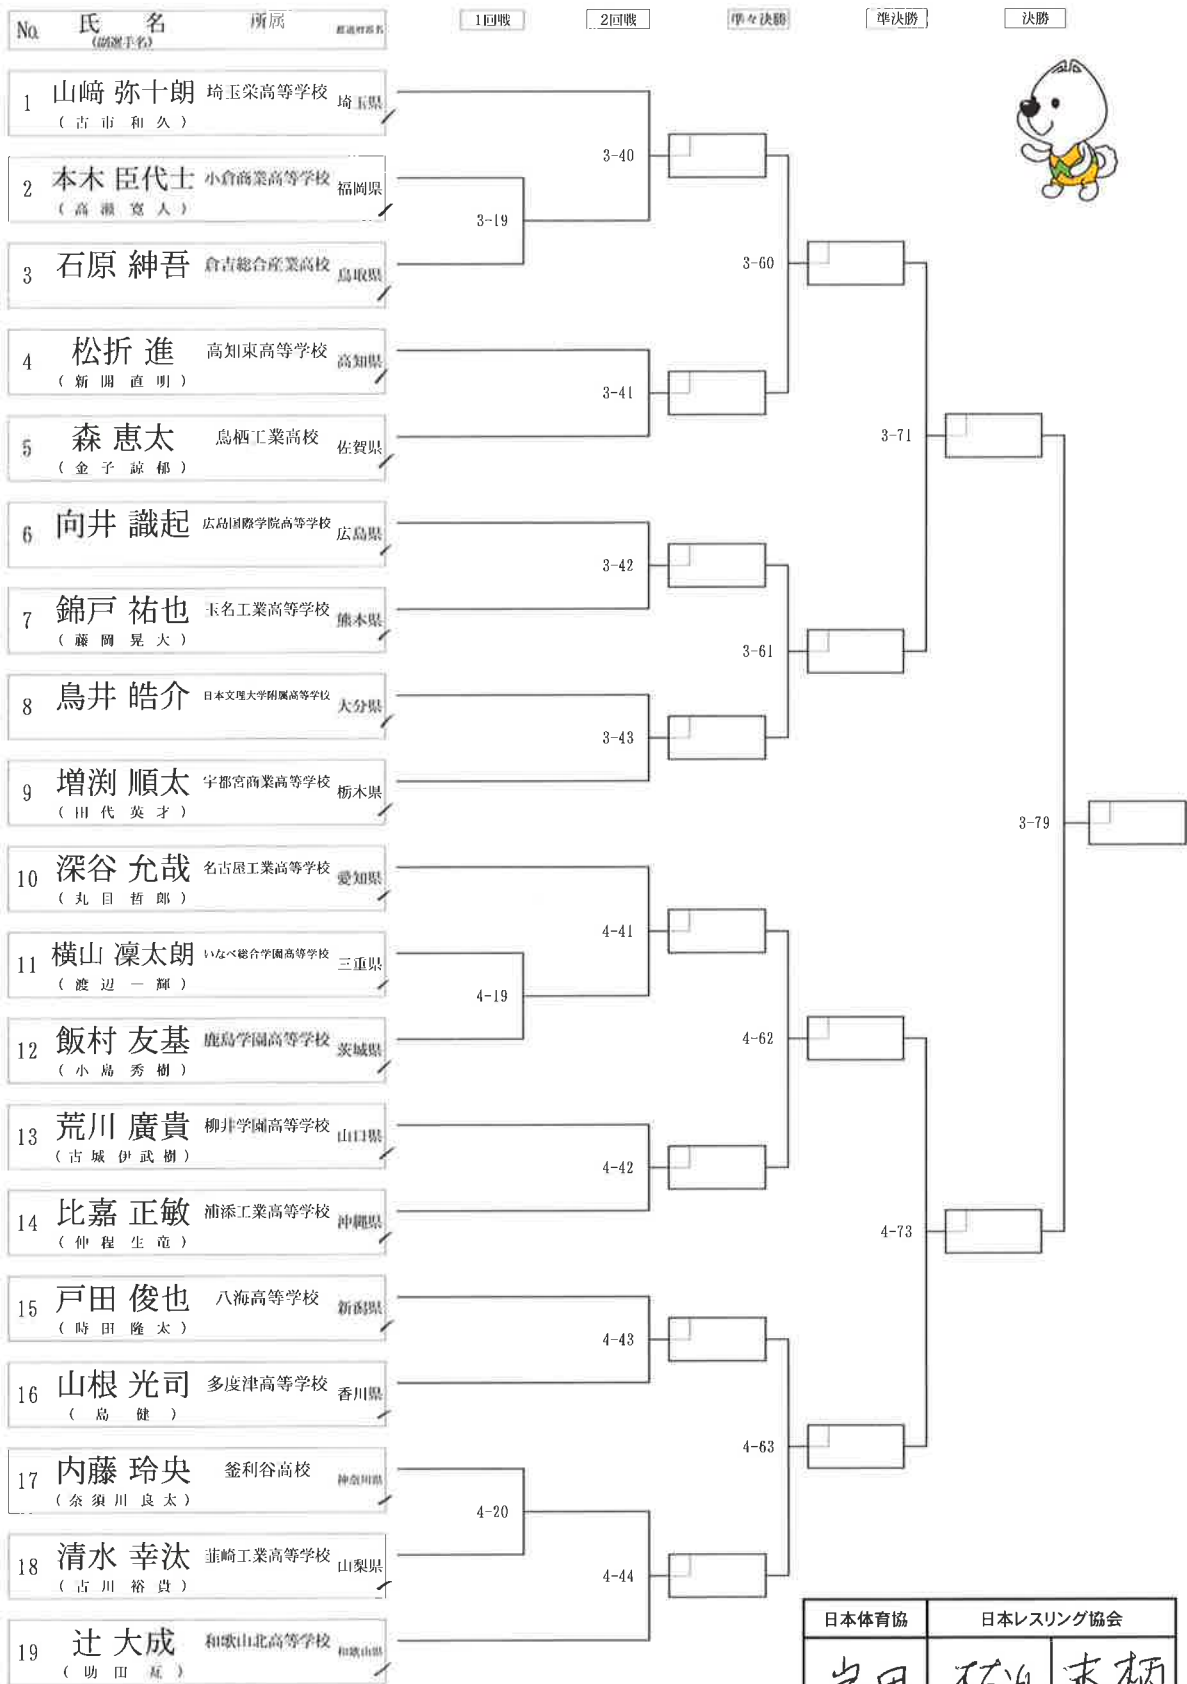 No. 氏 名 所属 都道府県名
(副選手名)
1回戦 2回戦 準々決勝 準決勝 決勝
1 山﨑 弥十朗 埼玉栄高等学校 埼玉県
(古市和久)
2 本木 臣代士 小倉商業高等学校 福岡県
(高瀬寛人)
3 石原 紳吾 倉吉総合産業高校 鳥取県
4 松折 進 高知東高等学校 高知県
(新開直明)
5 森 恵太 鳥栖工業高校 佐賀県
(金子諒郁)
6 向井 識起 広島国際学院高等学校 広島県
7 錦戸 祐也 玉名工業高等学校 熊本県
(藤岡晃大)
8 鳥井 皓介 日本文理大学附属高等学校 大分県
9 増渕 順太 宇都宮商業高等学校 栃木県
(田代英才)
10 深谷 允哉 名古屋工業高等学校 愛知県
(丸目哲郎)
11 横山 凜太朗 いなべ総合学園高等学校 三重県
(渡辺一輝)
12 飯村 友基 鹿島学園高等学校 茨城県
(小島秀樹)
13 荒川 廣貴 柳井学園高等学校 山口県
(古城伊武樹)
14 比嘉 正敏 浦添工業高等学校 沖縄県
(仲程生竜)
15 戸田 俊也 八海高等学校 新潟県
(時田隆太)
16 山根 光司 多度津高等学校 香川県
(島健)
17 内藤 玲央 釜利谷高校 神奈川県
(奈須川良太)
18 清水 幸汰 韮崎工業高等学校 山梨県
(古川裕貴)
19 辻 大成 和歌山北高等学校 和歌山県
3-19
4-19
4-20
3-40
3-41
3-42
3-43
4-41
4-42
4-43
4-44
3-60
3-61
4-62
4-63
3-71
4-73
3-79
日本体育協 日本レスリング協会